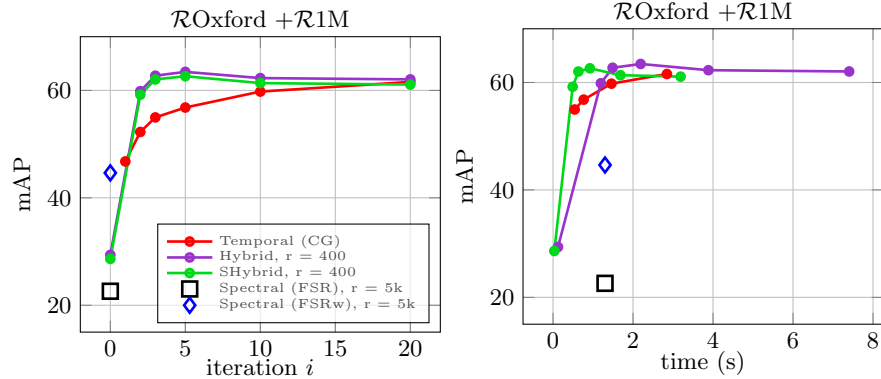 ℛOxford +ℛ1M
60
40
20
mAP
Temporal (CG)
Hybrid, r = 400
SHybrid, r = 400
Spectral (FSR), r = 5k
Spectral (FSRw), r = 5k
0 5 10 15 20
iteration i
ℛOxford +ℛ1M
60
40
20
mAP
0 2 4 6 8
time (s)